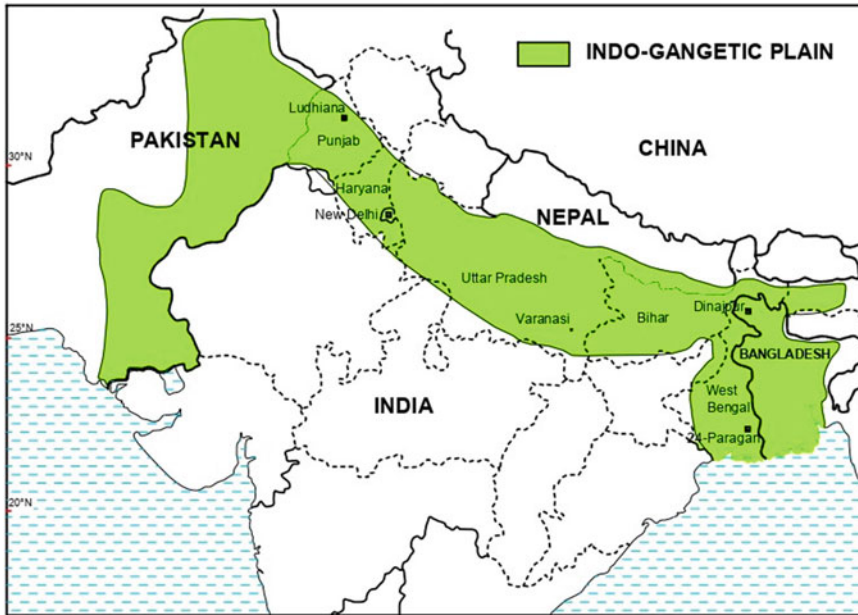 INDO-GANGETIC PLAIN
Ludhiana
PAKISTAN
Punjab
CHINA
30°N
Haryana
New Delhi
NEPAL
Uttar Pradesh
Dinajpur
Varanasi
Bihar
25°N
BANGLADESH
West
Bengal
INDIA
24-Paragan
20°N